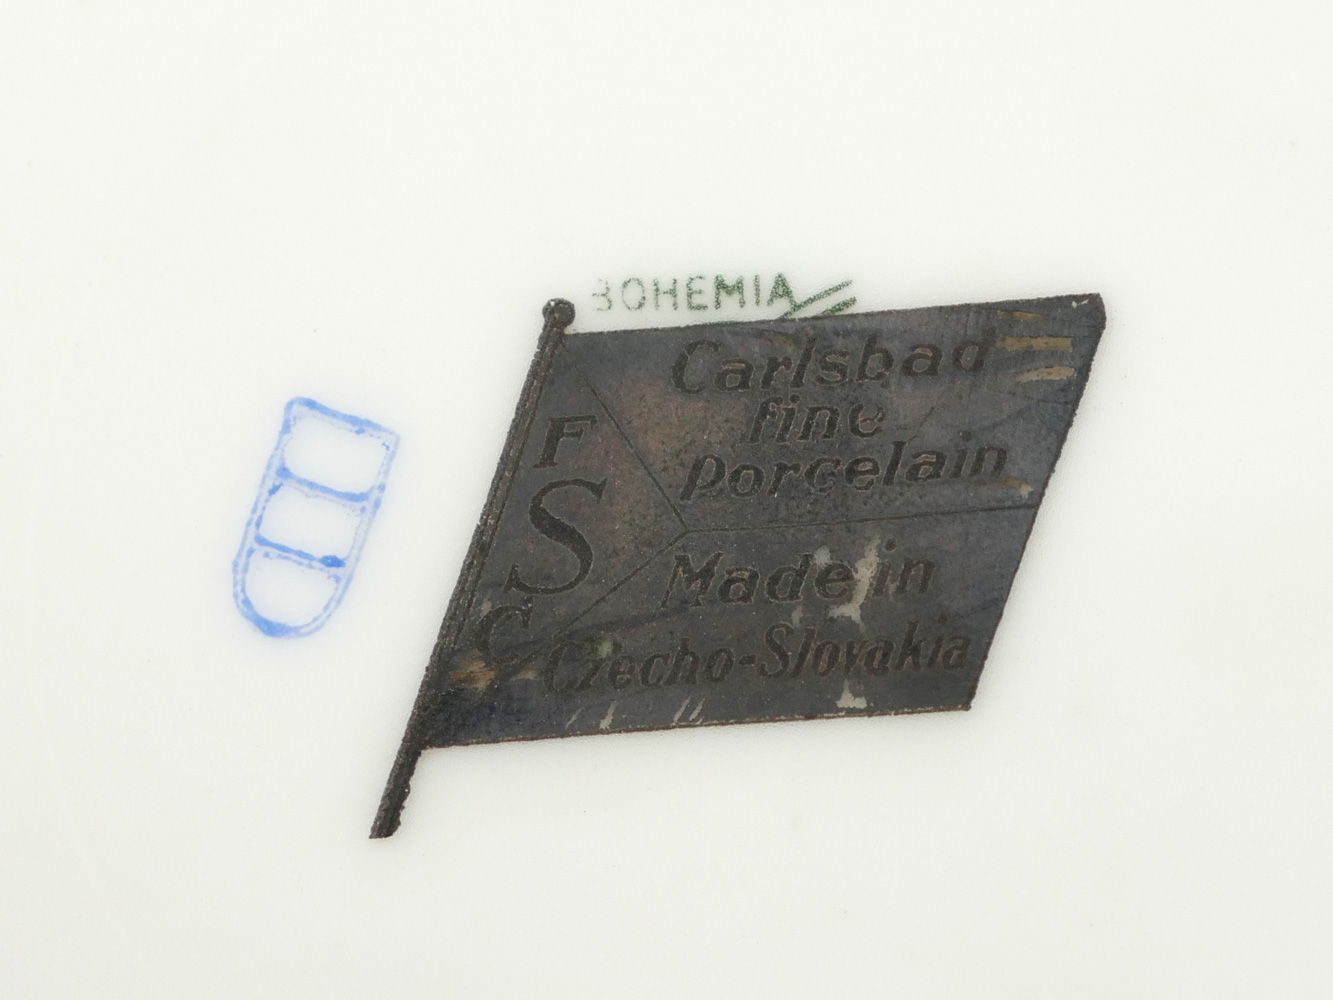 BOHEMIA
Carlsbad
fine
porcelain
F
S
C
Made in
Czecho-Slovakia